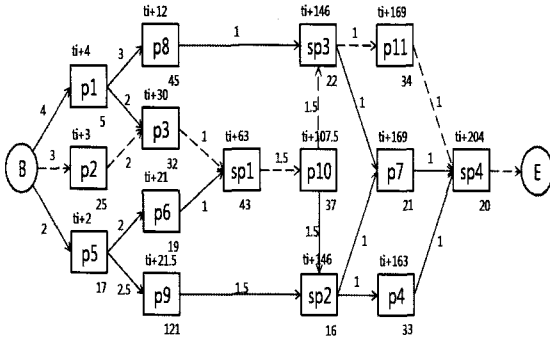 ti+12
ti+146
ti+169
p8
1
sp3
1
p11
ti+4
3
45
22
34
p1
ti+30
2
p3
1
1
1.5
4
5
ti+3
1
ti+63
ti+107.5
ti+169
ti+204
B
3
p2
2
32
sp1
1.5
p10
p7
1
sp4
E
25
ti+21
2
ti+2
2
p6
1
43
37
21
20
1.5
1
1
p5
19
ti+21.5
ti+146
ti+163
17
2.5
p9
1.5
sp2
1
p4
121
16
33